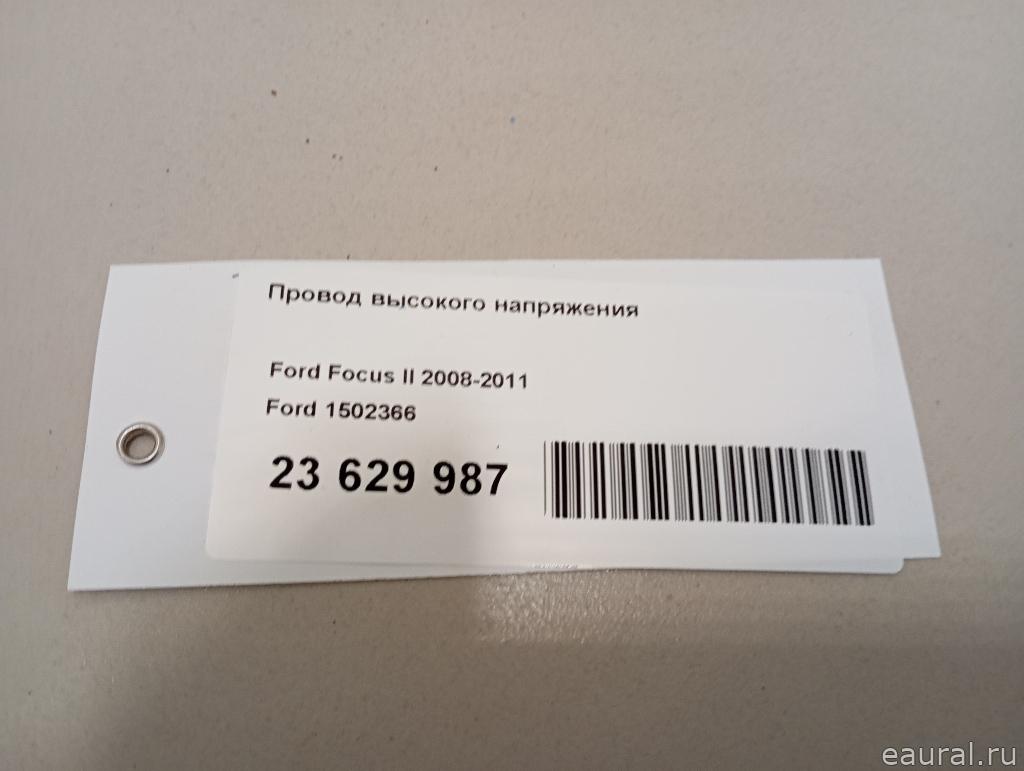 Провод высокого напряжения
Ford Focus II 2008-2011
Ford 1502366
23 629 987
eaural.ru